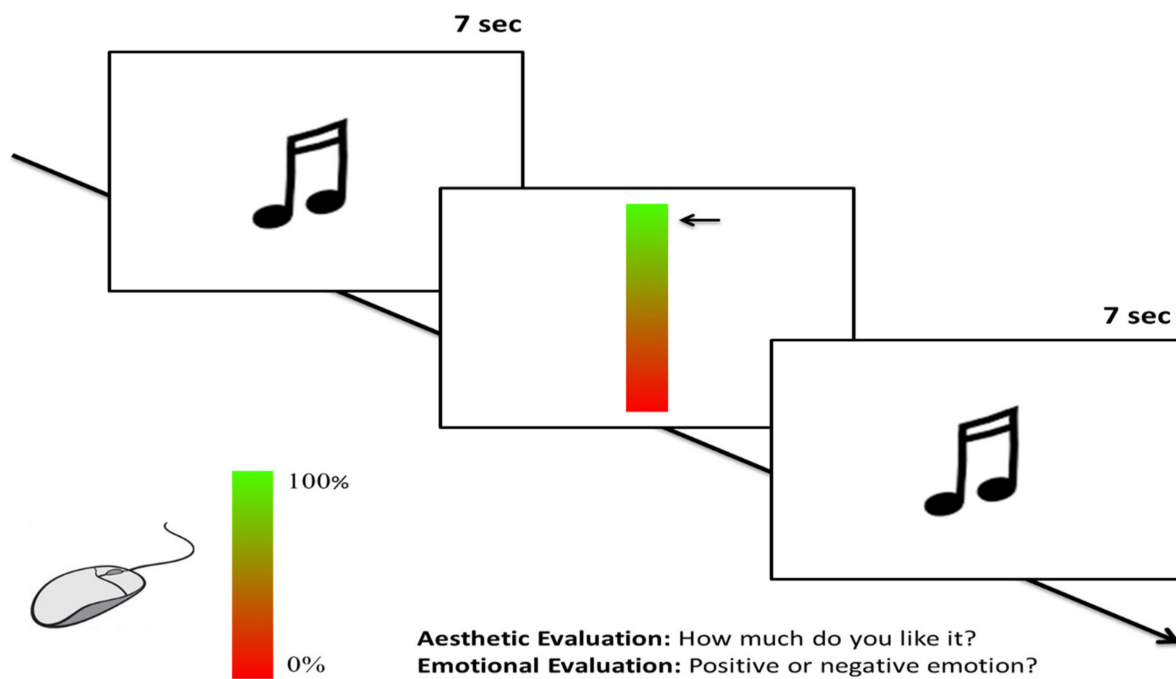 7 sec
7 sec
100%
0%
Aesthetic Evaluation: How much do you like it?
Emotional Evaluation: Positive or negative emotion?